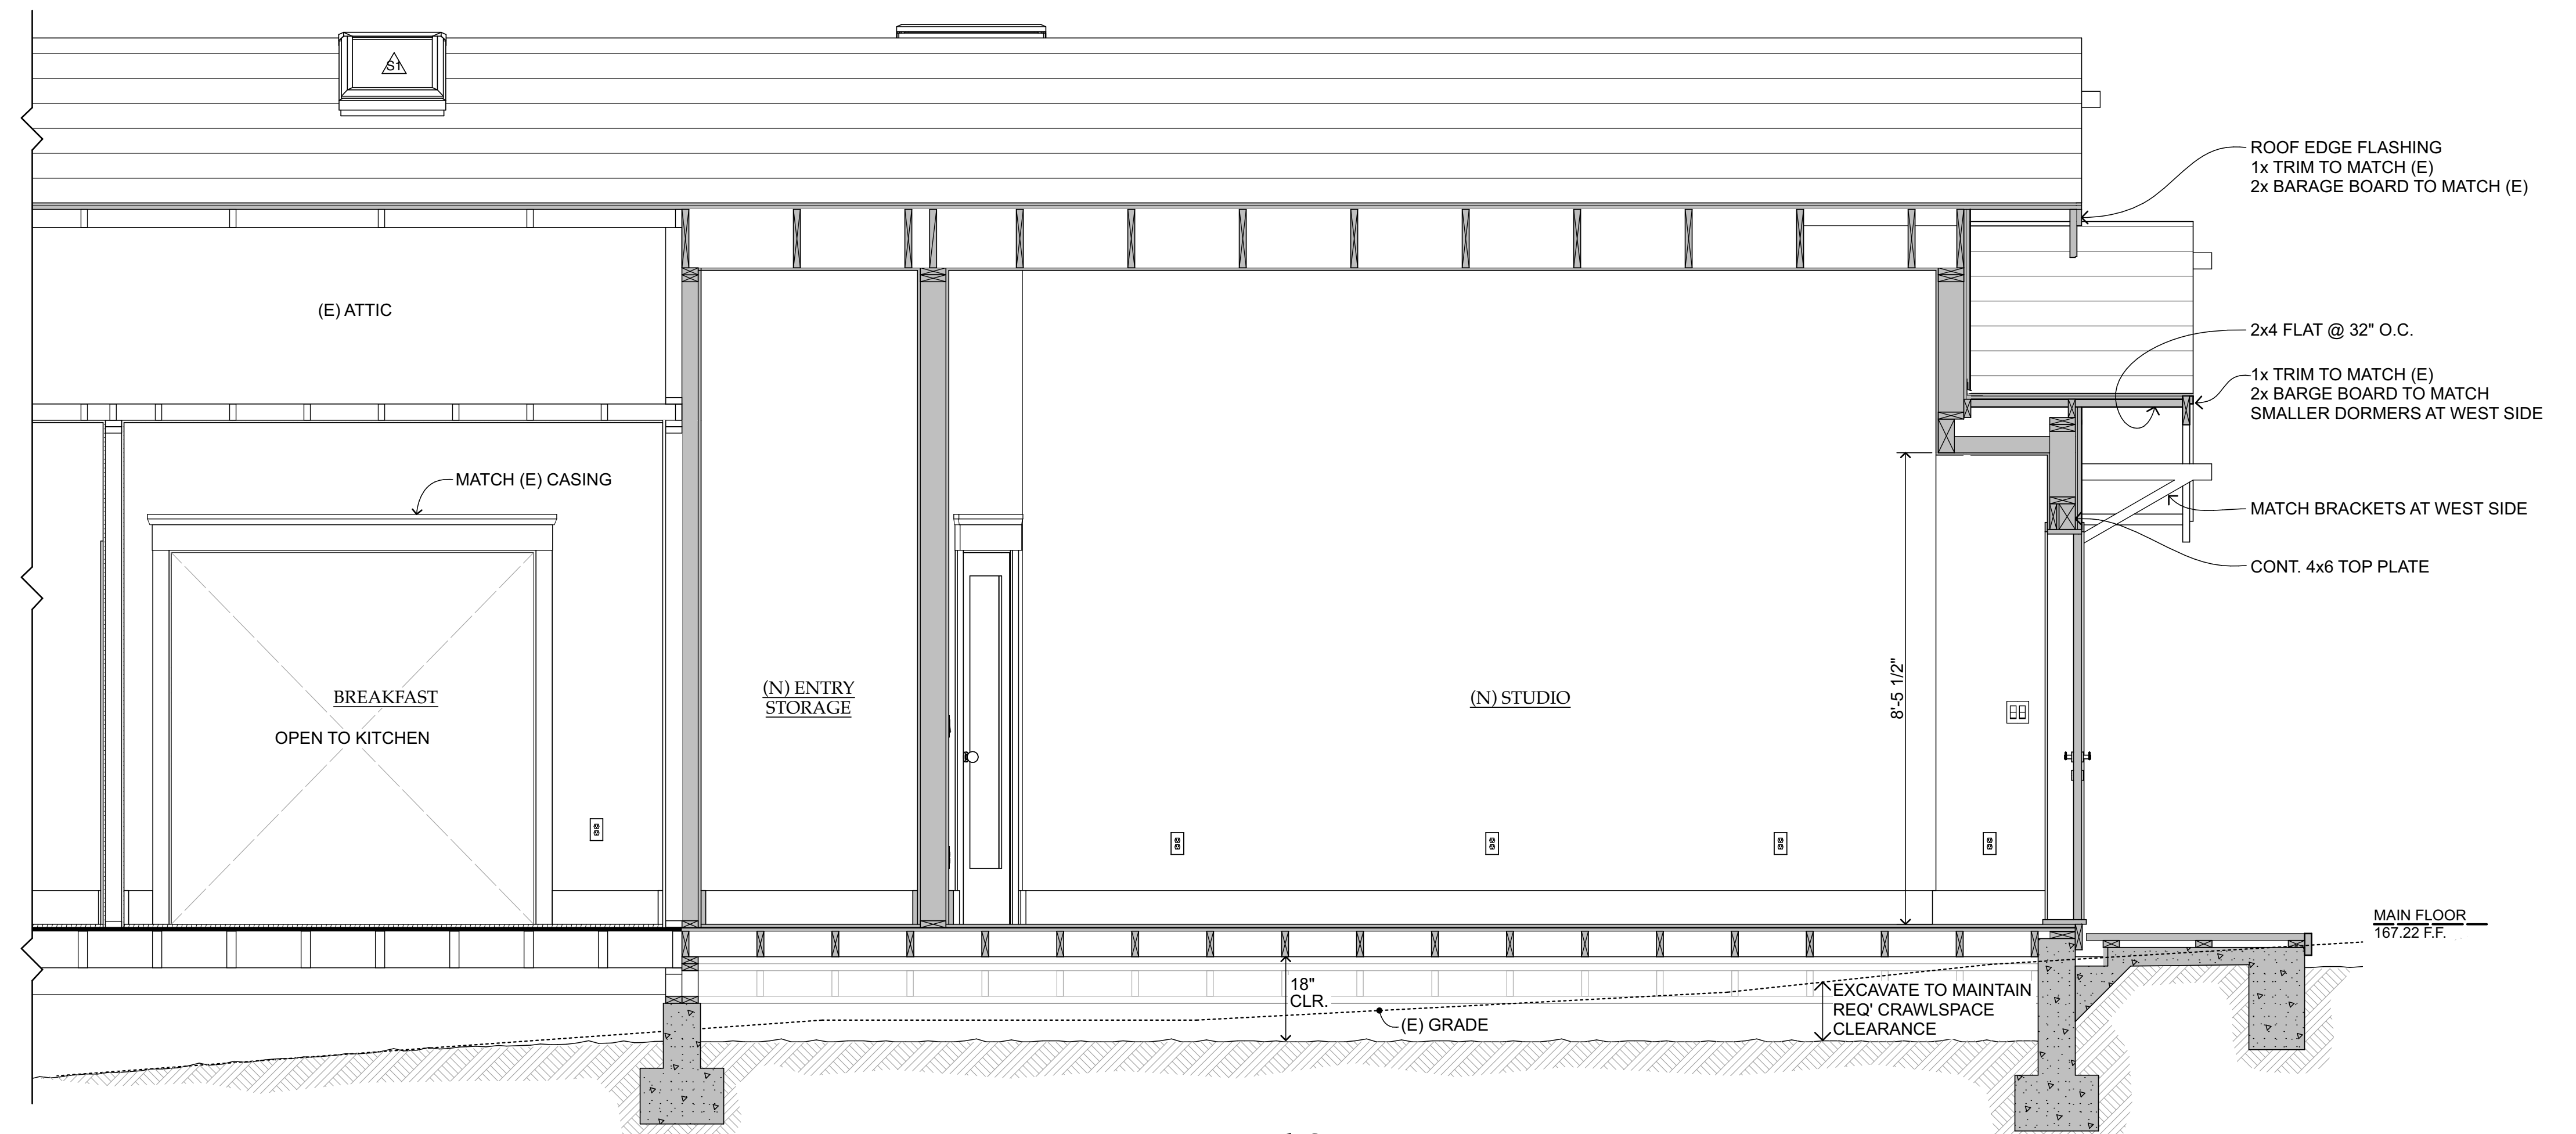 S1
ROOF EDGE FLASHING
1x TRIM TO MATCH (E)
2x BARAGE BOARD TO MATCH (E)
(E) ATTIC
2x4 FLAT @ 32" O.C.
1x TRIM TO MATCH (E)
2x BARGE BOARD TO MATCH
SMALLER DORMERS AT WEST SIDE
MATCH (E) CASING
MATCH BRACKETS AT WEST SIDE
CONT. 4x6 TOP PLATE
BREAKFAST
OPEN TO KITCHEN
(N) ENTRY
STORAGE
(N) STUDIO
8'-5 1/2"
MAIN FLOOR
167.22 F.F.
18"
CLR.
(E) GRADE
EXCAVATE TO MAINTAIN
REQ' CRAWLSPACE
CLEARANCE